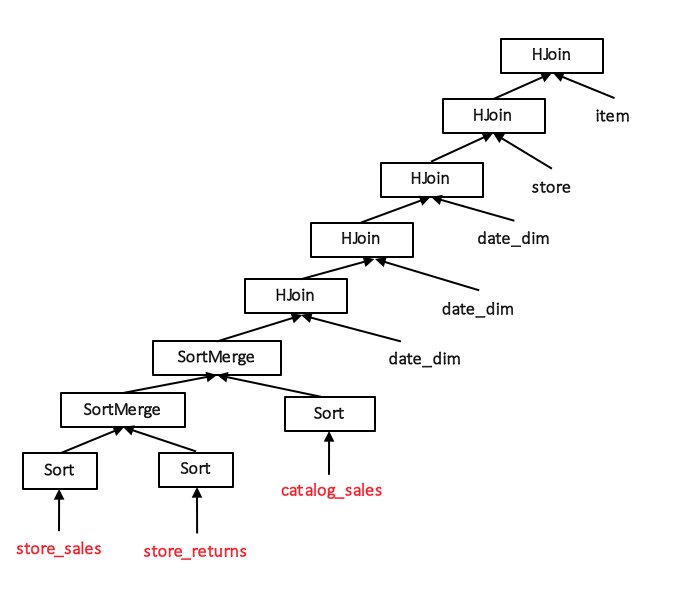 HJoin
HJoin
item
HJoin
store
HJoin
date_dim
HJoin
date_dim
SortMerge
date_dim
SortMerge
Sort
Sort
Sort
catalog_sales
store_sales
store_returns